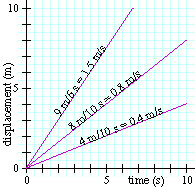 10
9 m/6 s = 1.5 m/s
8 m/10 s = 0.8 m/s
4 m/10 s = 0.4 m/s
displacement (m)
5
0
0
5
10
time (s)